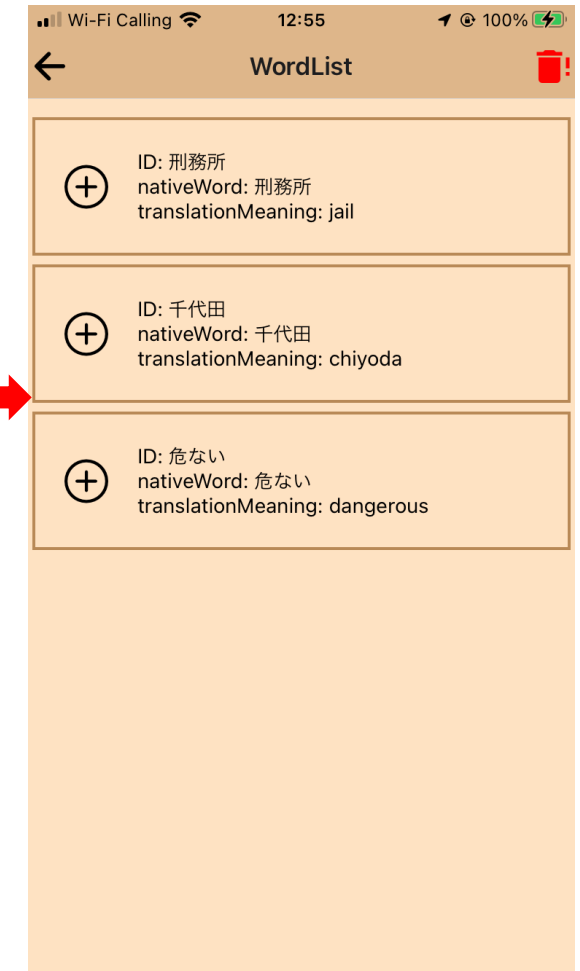 Wi-Fi Calling 12:55 100%
WordList
ID: 刑務所
nativeWord: 刑務所
translationMeaning: jail
ID: 千代田
nativeWord: 千代田
translationMeaning: chiyoda
ID: 危ない
nativeWord: 危ない
translationMeaning: dangerous